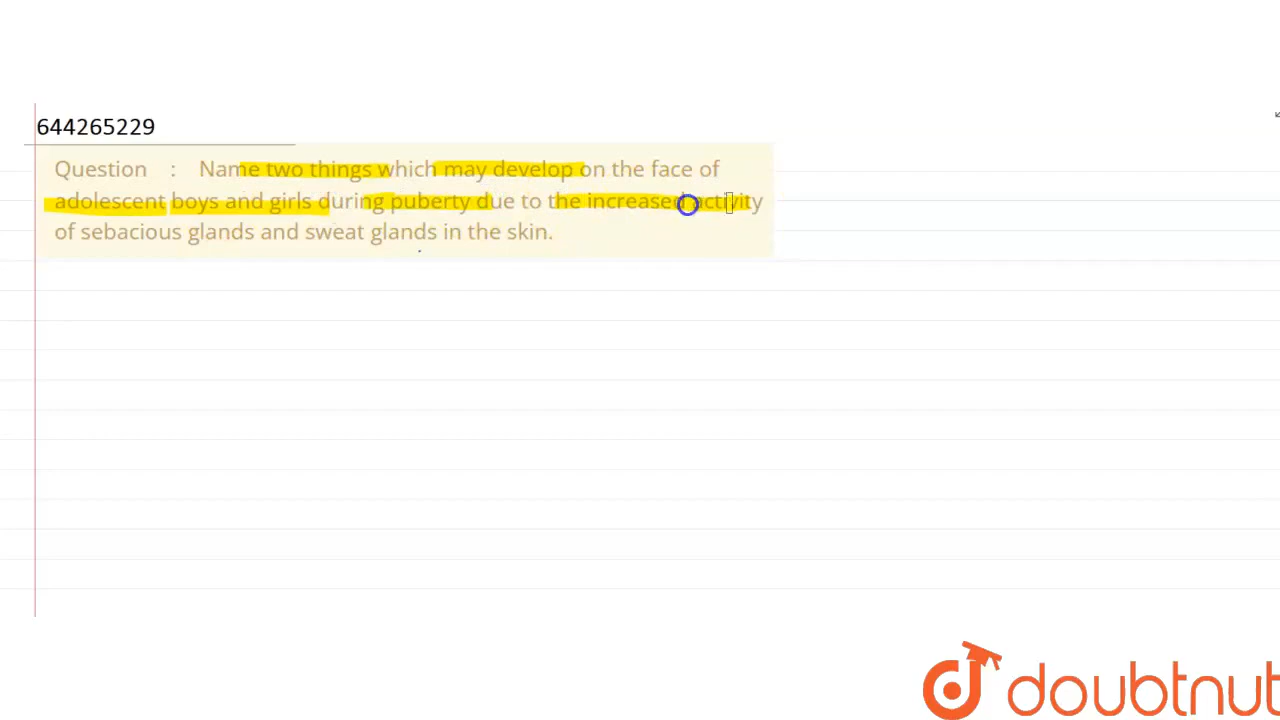 644265229
Question : Name two things which may develop on the face of
adolescent boys and girls during puberty due to the increased activity
of sebacious glands and sweat glands in the skin.
doubtnut